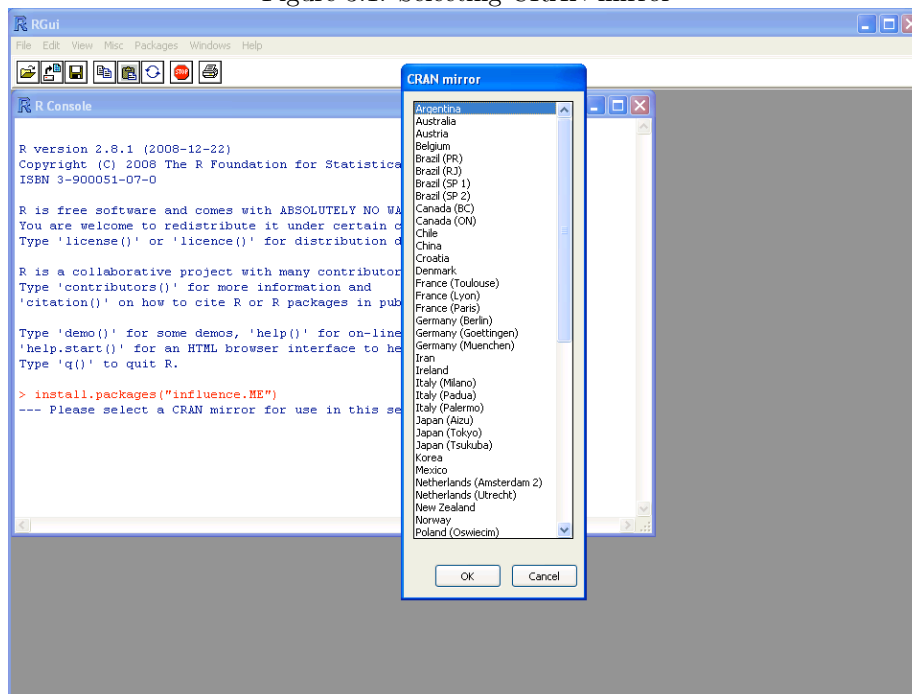 RGui
File Edit View Misc Packages Windows Help
STOP
R Console
R version 2.8.1 (2008-12-22)
Copyright (C) 2008 The R Foundation for Statistica
ISBN 3-900051-07-0
R is free software and comes with ABSOLUTELY NO WA
You are welcome to redistribute it under certain c
Type 'license()' or 'licence()' for distribution d
R is a collaborative project with many contributor
Type 'contributors()' for more information and
'citation()' on how to cite R or R packages in pub
Type 'demo()' for some demos, 'help()' for on-line
'help.start()' for an HTML browser interface to he
Type 'q()' to quit R.
> install.packages("influence.ME")
--- Please select a CRAN mirror for use in this se
CRAN mirror
Argentina
Australia
Austria
Belgium
Brazil (PR)
Brazil (RJ)
Brazil (SP 1)
Brazil (SP 2)
Canada (BC)
Canada (ON)
Chile
China
Croatia
Denmark
France (Toulouse)
France (Lyon)
France (Paris)
Germany (Berlin)
Germany (Goettingen)
Germany (Muenchen)
Iran
Ireland
Italy (Milano)
Italy (Padua)
Italy (Palermo)
Japan (Aizu)
Japan (Tokyo)
Japan (Tsukuba)
Korea
Mexico
Netherlands (Amsterdam 2)
Netherlands (Utrecht)
New Zealand
Norway
Poland (Oswiecim)
OK Cancel